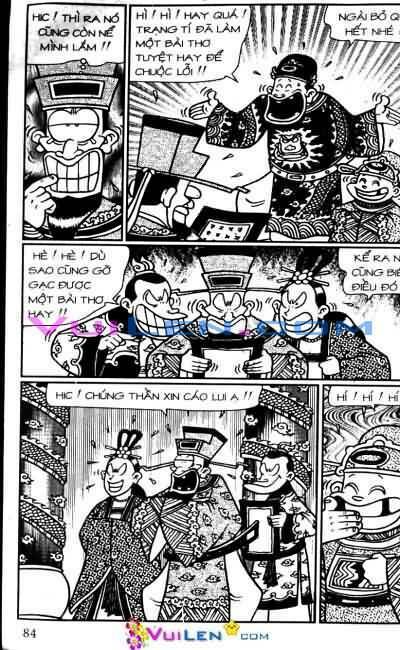 HIC! THÌ RA NÓ
CŨNG CÒN NỂ
MÌNH LẮM!!
HÌ! HÌ! HAY QUÁ!
TRẠNG TÍ ĐÃ LÀM
MỘT BÀI THƠ
TUYỆT HAY ĐỂ
CHUỘC LỖI!!
NGÀI BỎ QU
HẾT NHÉ
HÈ! HÈ! DÙ
SAO CŨNG GỠ
GẠC ĐƯỢC
MỘT BÀI THƠ
HAY!!
KỂ RA N
CŨNG BIẾ
ĐIỀU ĐÓ
VuiLen.com
HIC! CHÚNG THẦN XIN CÁO LUI Ạ!!
HÍ! HÍ! HÍ
84
VuiLen.com